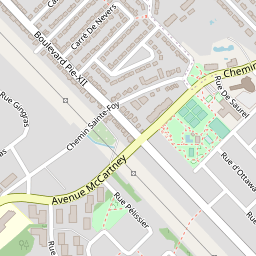 Carré De Nevers
Ca
Boulevard Pie-XII
Chemin
Rue De Saurel
Rue Gingras
Chemin Sainte-Foy
Avenue McCartney
Rue d'Ottawa
Rue Pélissier